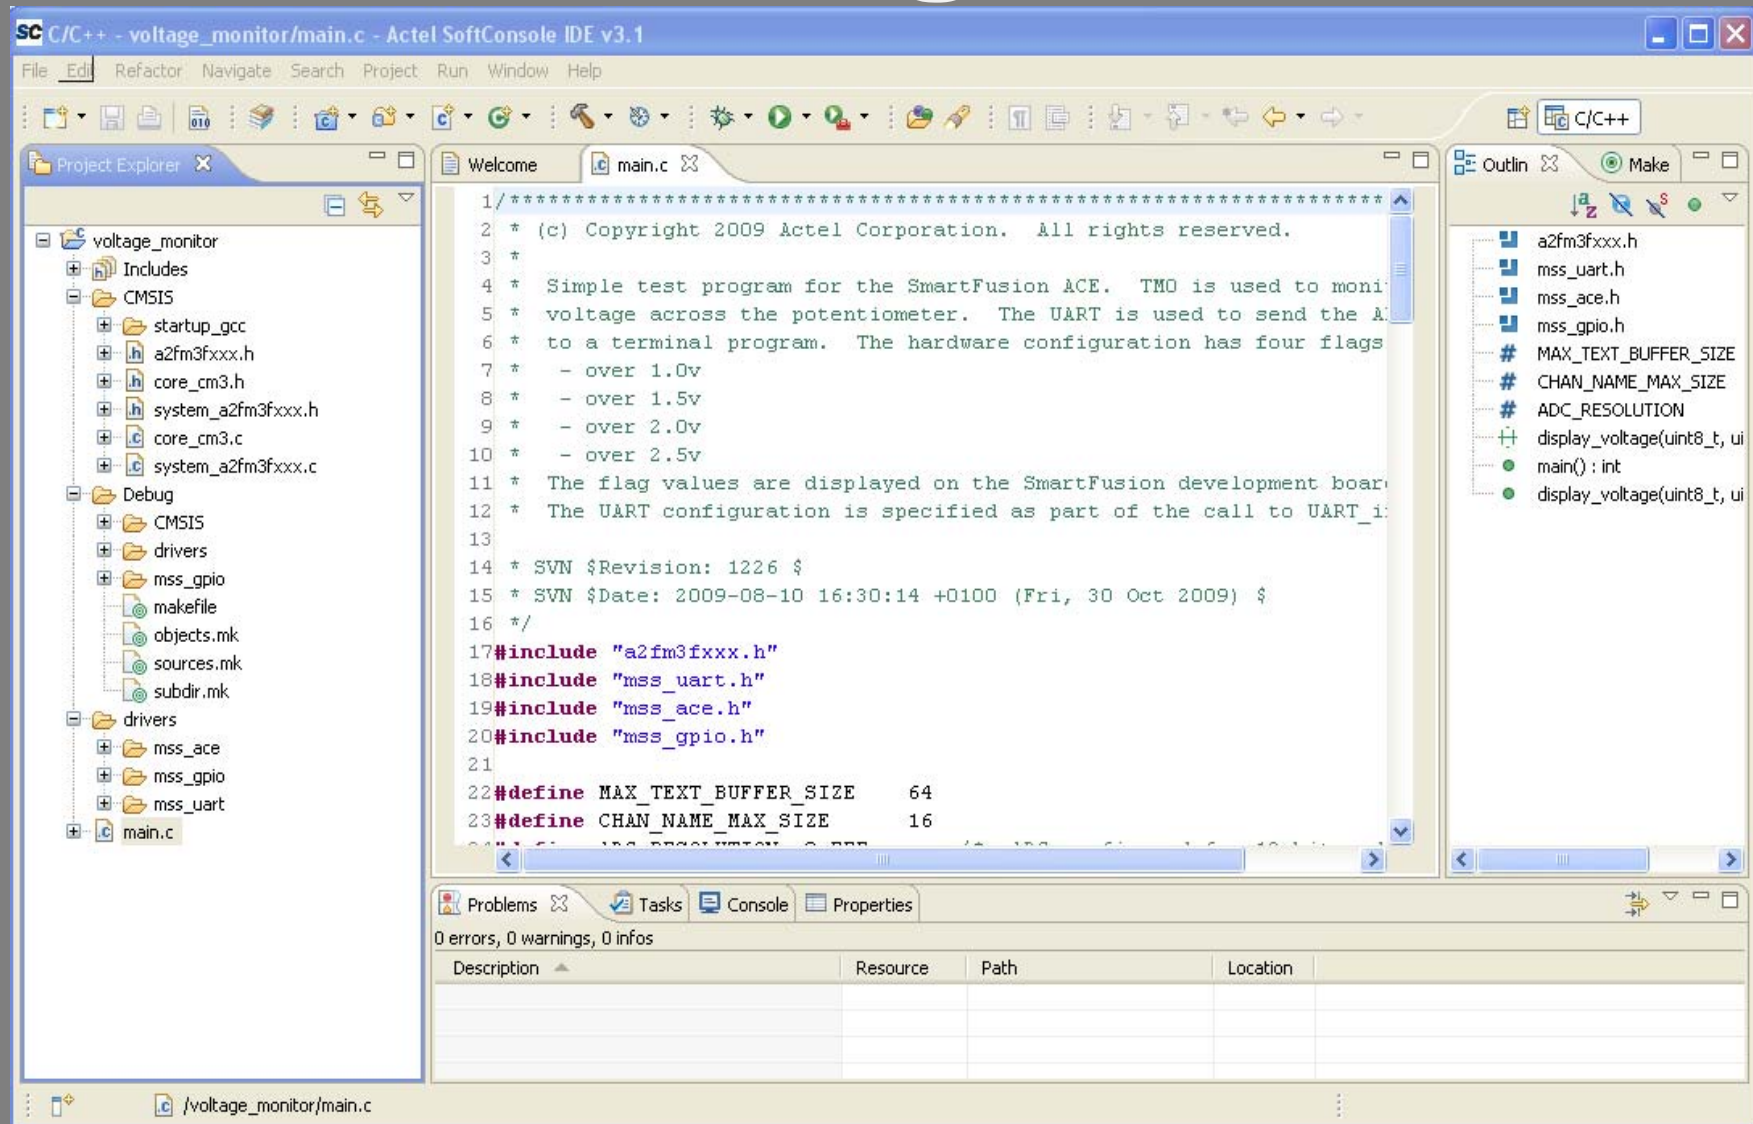 SC C/C++ - voltage_monitor/main.c - Actel SoftConsole IDE v3.1
File Edit Refactor Navigate Search Project Run Window Help
C/C++
Project Explorer
voltage_monitor
Includes
CMSIS
startup_gcc
a2fm3fxxx.h
core_cm3.h
system_a2fm3fxxx.h
core_cm3.c
system_a2fm3fxxx.c
Debug
CMSIS
drivers
mss_gpio
makefile
objects.mk
sources.mk
subdir.mk
drivers
mss_ace
mss_gpio
mss_uart
main.c
Welcome main.c
1 /********************************************************************
2 * (c) Copyright 2009 Actel Corporation. All rights reserved.
3 *
4 * Simple test program for the SmartFusion ACE. TM0 is used to moni
5 * voltage across the potentiometer. The UART is used to send the A
6 * to a terminal program. The hardware configuration has four flags
7 * - over 1.0v
8 * - over 1.5v
9 * - over 2.0v
10 * - over 2.5v
11 * The flag values are displayed on the SmartFusion development boar
12 * The UART configuration is specified as part of the call to UART_i
13
14 * SVN $Revision: 1226 $
15 * SVN $Date: 2009-08-10 16:30:14 +0100 (Fri, 30 Oct 2009) $
16 */
17 #include "a2fm3fxxx.h"
18 #include "mss_uart.h"
19 #include "mss_ace.h"
20 #include "mss_gpio.h"
21
22 #define MAX_TEXT_BUFFER_SIZE 64
23 #define CHAN_NAME_MAX_SIZE 16
Outlin Make
a2fm3fxxx.h
mss_uart.h
mss_ace.h
mss_gpio.h
MAX_TEXT_BUFFER_SIZE
CHAN_NAME_MAX_SIZE
ADC_RESOLUTION
display_voltage(uint8_t, ui
main() : int
display_voltage(uint8_t, ui
Problems Tasks Console Properties
0 errors, 0 warnings, 0 infos
Description Resource Path Location
/voltage_monitor/main.c